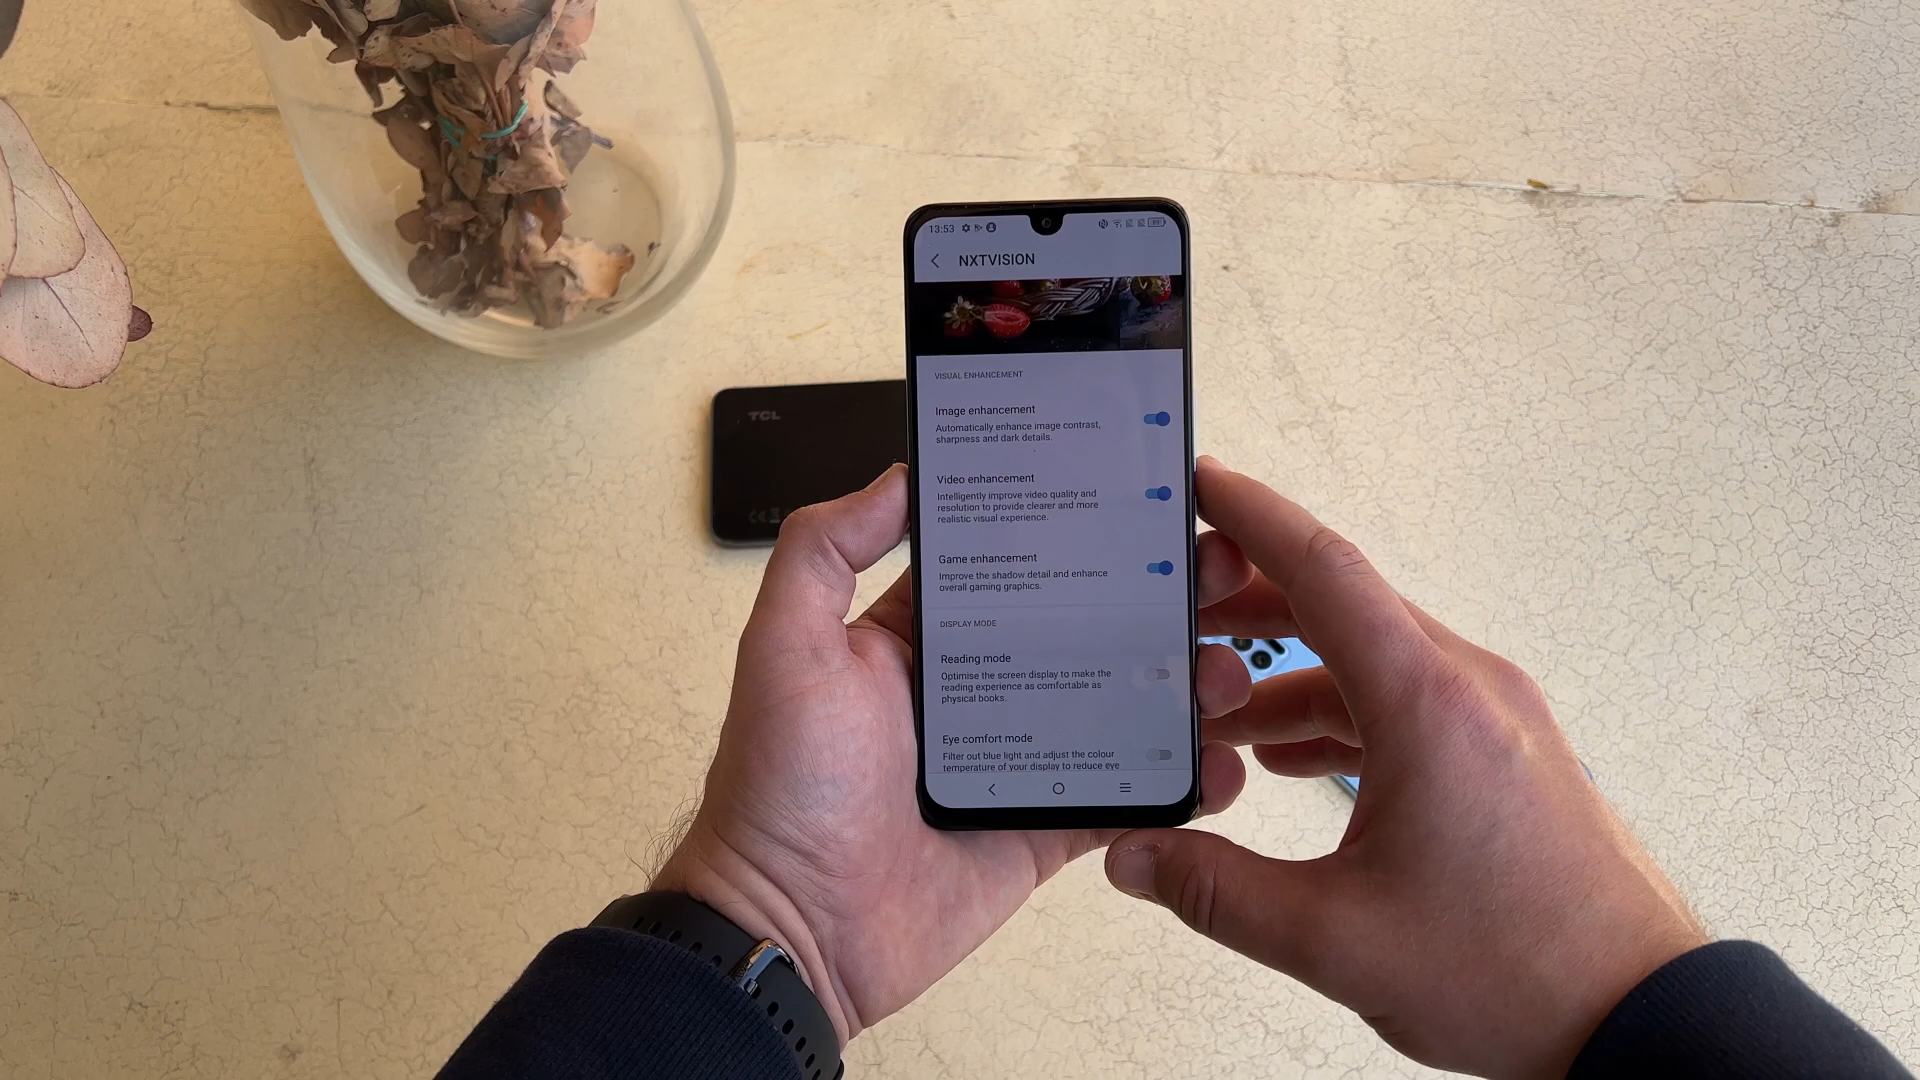 13:53
NXTVISION
VISUAL ENHANCEMENT
Image enhancement
Automatically enhance image contrast,
sharpness and dark details.
Video enhancement
Intelligently improve video quality and
resolution to provide clearer and more
realistic visual experience.
Game enhancement
Improve the shadow detail and enhance
overall gaming graphics.
DISPLAY MODE
Reading mode
Optimise the screen display to make the
reading experience as comfortable as
physical books.
Eye comfort mode
Filter out blue light and adjust the colour
temperature of your display to reduce eye
TCL
CE